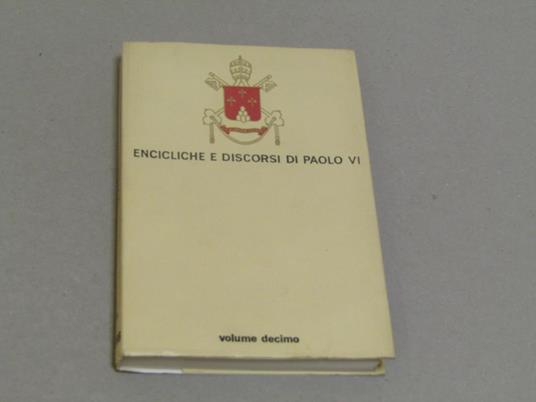 ENCICLICHE E DISCORSI DI PAOLO VI
volume decimo